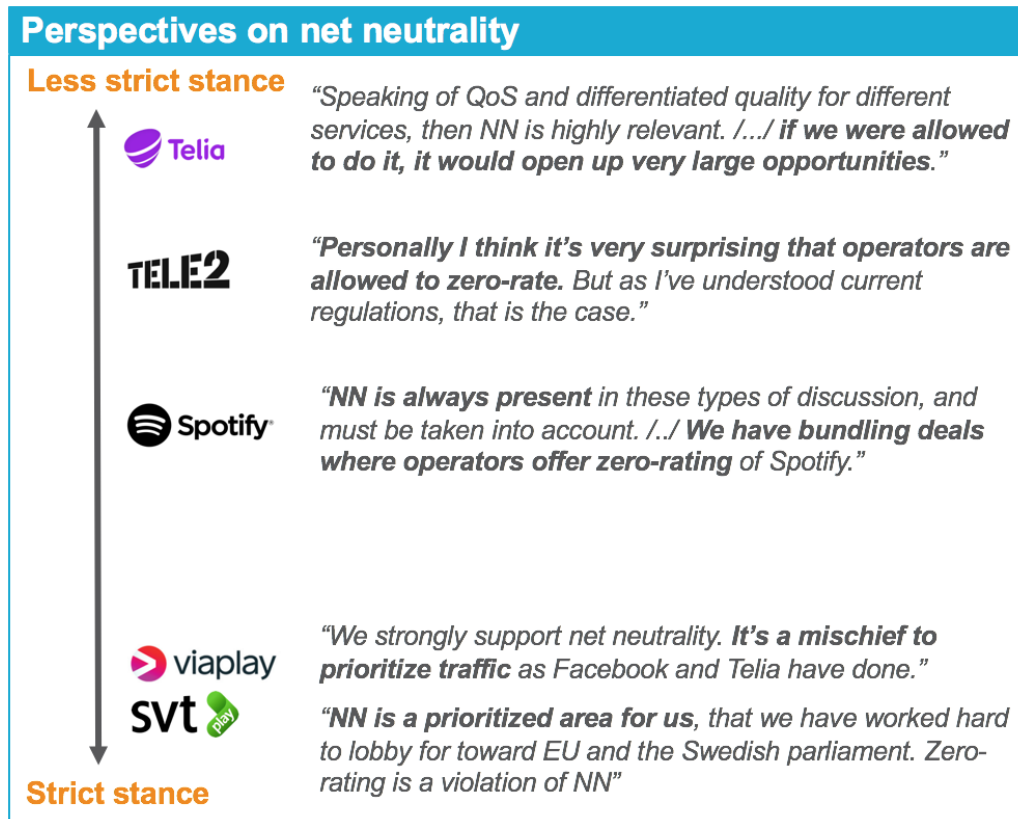 Perspectives on net neutrality
Less strict stance
Telia
“Speaking of QoS and differentiated quality for different
services, then NN is highly relevant. /.../ if we were allowed
to do it, it would open up very large opportunities.”
TELE2
“Personally I think it’s very surprising that operators are
allowed to zero-rate. But as I’ve understood current
regulations, that is the case.”
Spotify
“NN is always present in these types of discussion, and
must be taken into account. /../ We have bundling deals
where operators offer zero-rating of Spotify.”
viaplay
“We strongly support net neutrality. It’s a mischief to
prioritize traffic as Facebook and Telia have done.”
svt play
“NN is a prioritized area for us, that we have worked hard
to lobby for toward EU and the Swedish parliament. Zero-
rating is a violation of NN”
Strict stance